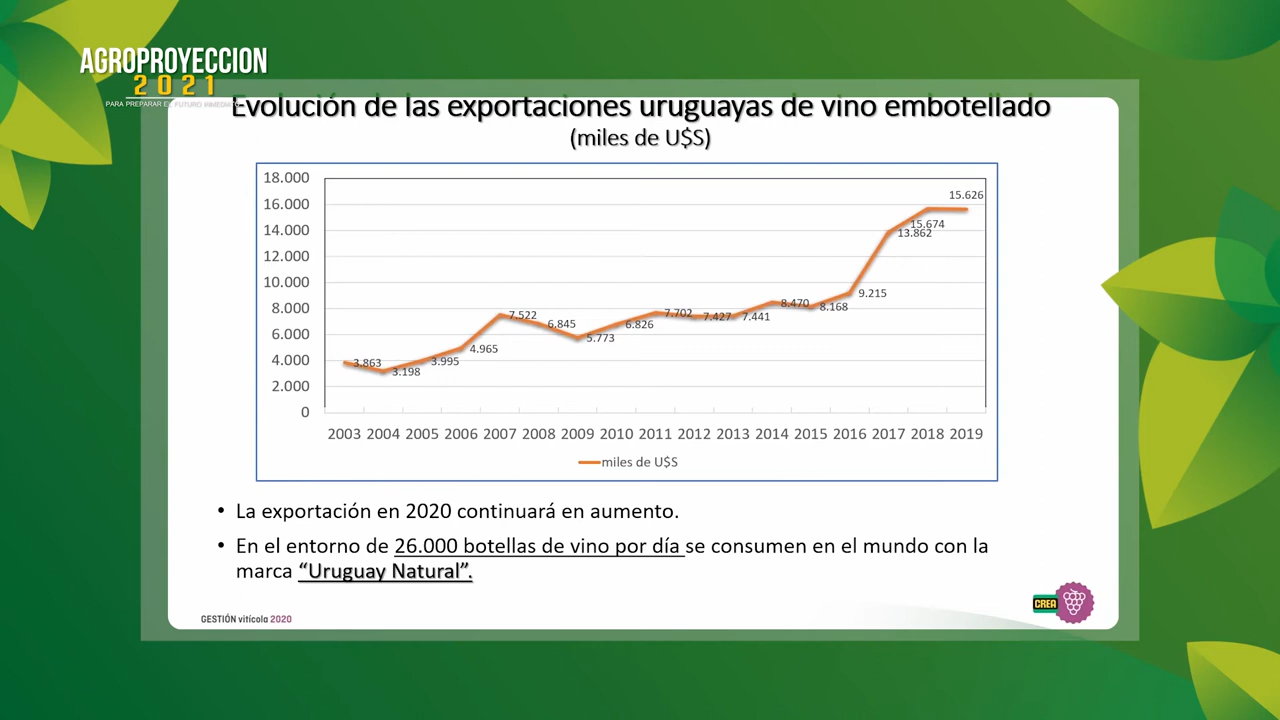 AGROPROYECCION
2021
PARA PREPARAR EL FUTURO INMEDIATO
Evolución de las exportaciones uruguayas de vino embotellado
(miles de U$S)
18.000
16.000
14.000
12.000
10.000
8.000
6.000
4.000
2.000
0
3.863
3.198
3.995
4.965
7.522
6.845
5.773
6.826
7.702
7.427
7.441
8.470
8.168
9.215
13.862
15.674
15.626
2003 2004 2005 2006 2007 2008 2009 2010 2011 2012 2013 2014 2015 2016 2017 2018 2019
miles de U$S
• La exportación en 2020 continuará en aumento.
• En el entorno de 26.000 botellas de vino por día se consumen en el mundo con la
marca “Uruguay Natural”.
GESTIÓN vitícola 2020
CREA